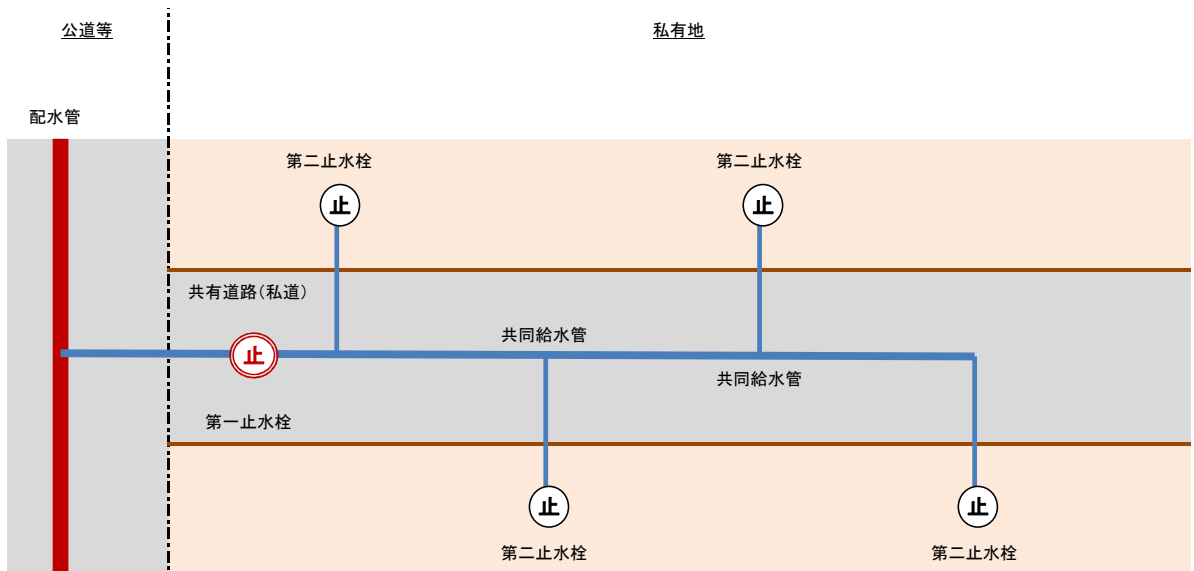 公道等
私有地
配水管
第二止水栓
第二止水栓
止
止
共有道路（私道）
共同給水管
止
共同給水管
第一止水栓
止
止
第二止水栓
第二止水栓